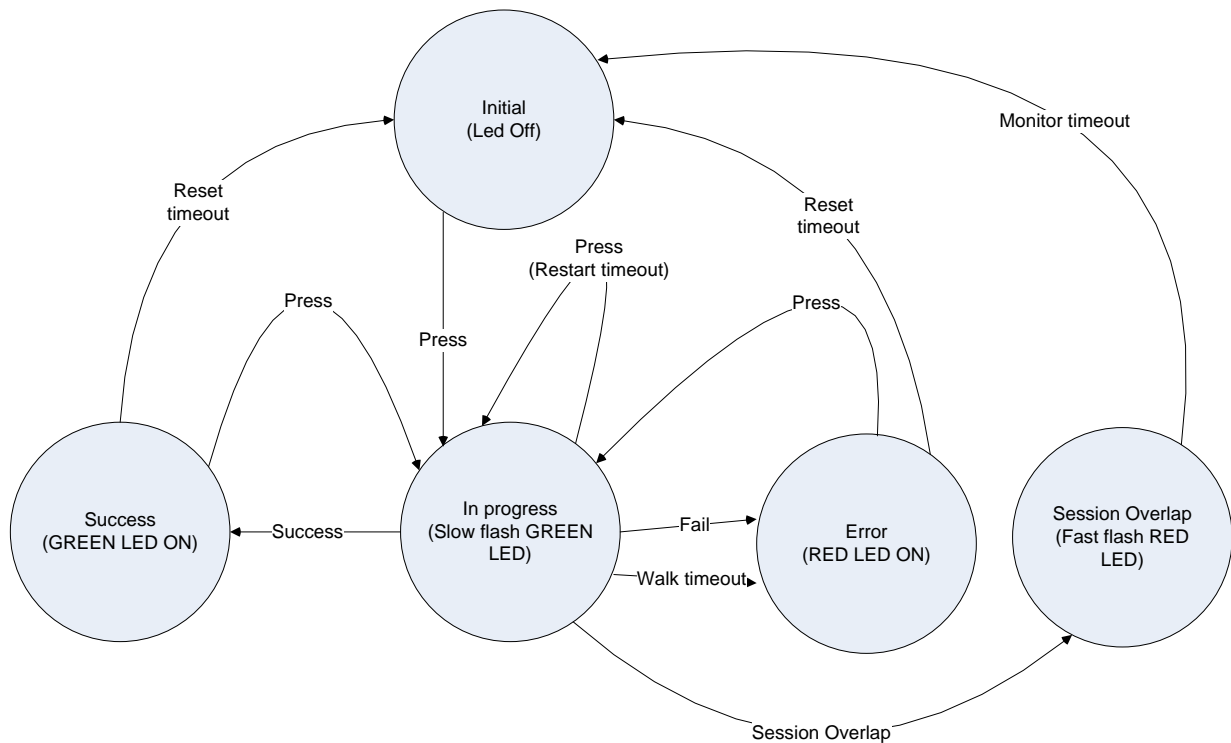 Initial
(Led Off)
Monitor timeout
Reset
timeout
Reset
timeout
Press
(Restart timeout)
Press
Press
Press
Success
(GREEN LED ON)
Success
In progress
(Slow flash GREEN
LED)
Fail
Walk timeout
Error
(RED LED ON)
Session Overlap
(Fast flash RED
LED)
Session Overlap